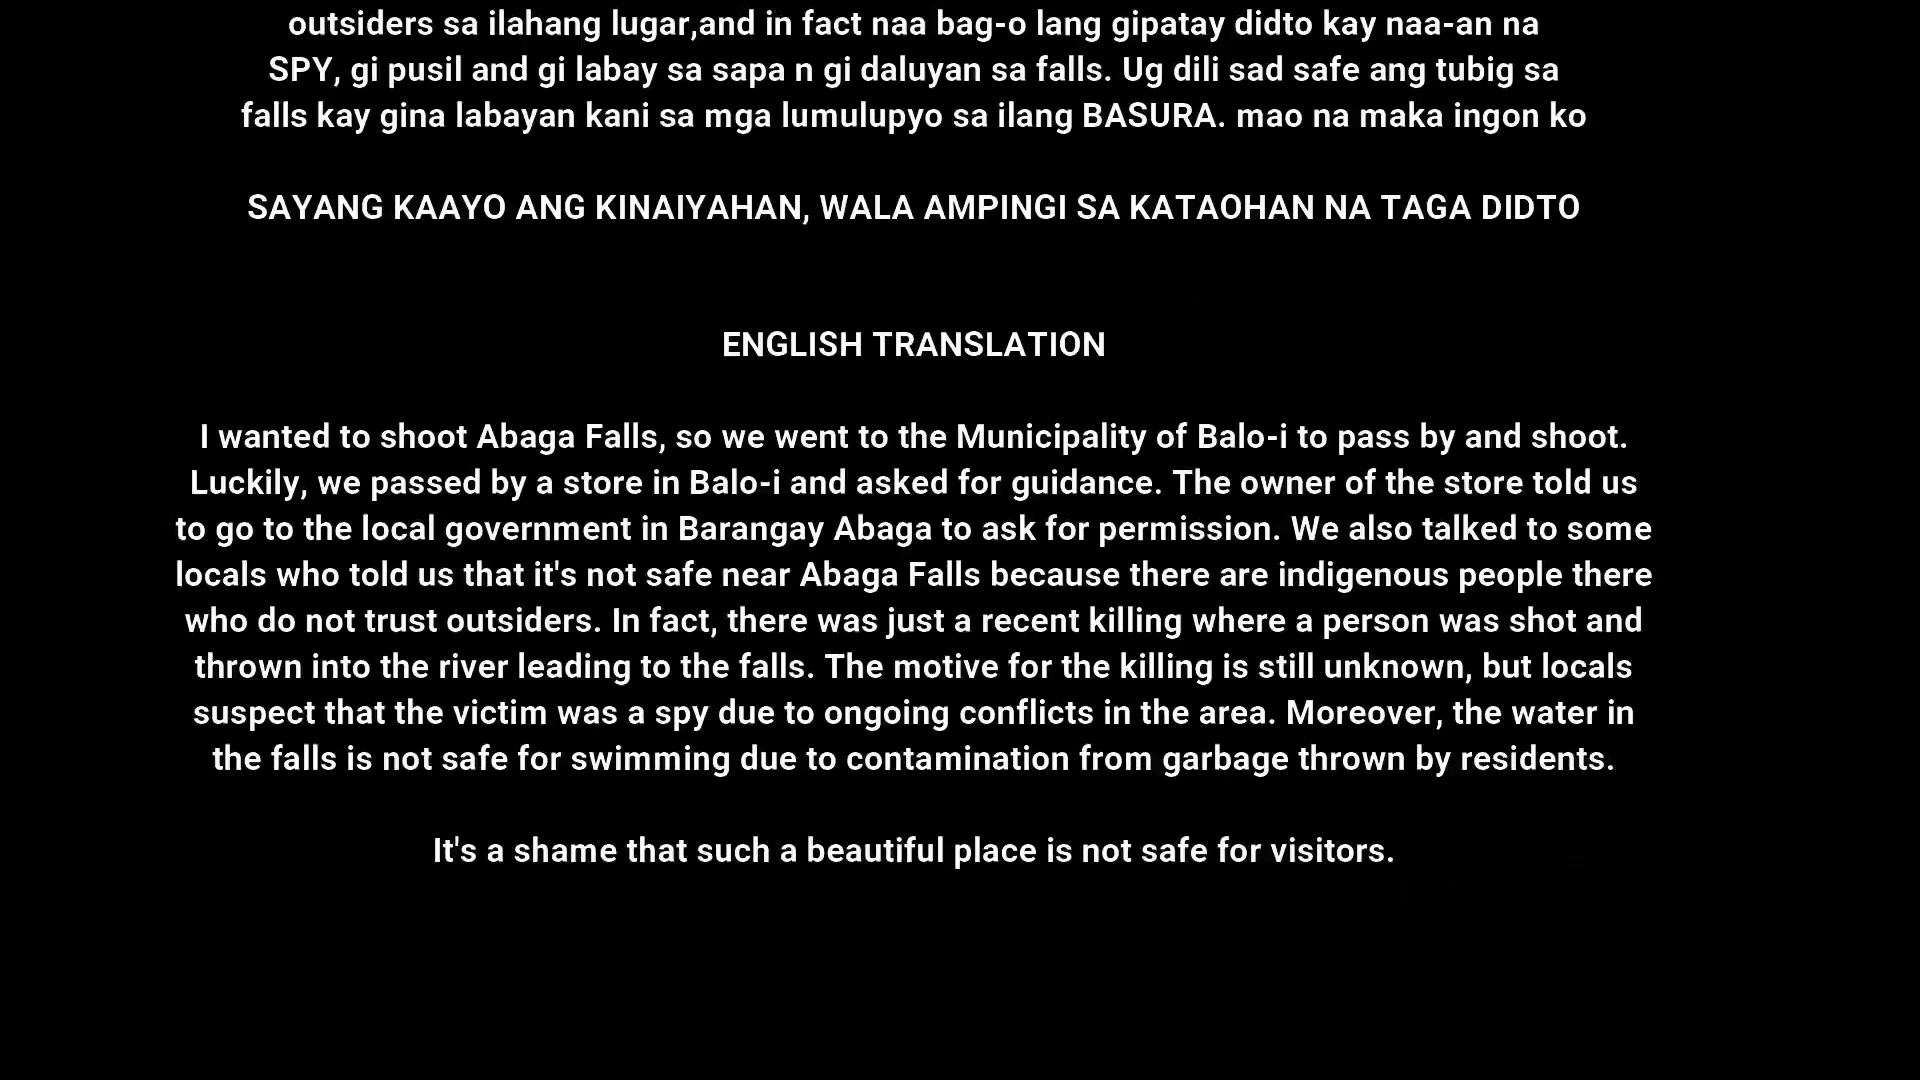 outsiders sa ilahang lugar,and in fact naa bag-o lang gipatay didto kay naa-an na
SPY, gi pusil and gi labay sa sapa n gi daluyan sa falls. Ug dili sad safe ang tubig sa
falls kay gina labayan kani sa mga lumulupyo sa ilang BASURA. mao na maka ingon ko
SAYANG KAAYO ANG KINAIYAHAN, WALA AMPINGI SA KATAOHAN NA TAGA DIDTO
ENGLISH TRANSLATION
I wanted to shoot Abaga Falls, so we went to the Municipality of Balo-i to pass by and shoot.
Luckily, we passed by a store in Balo-i and asked for guidance. The owner of the store told us
to go to the local government in Barangay Abaga to ask for permission. We also talked to some
locals who told us that it's not safe near Abaga Falls because there are indigenous people there
who do not trust outsiders. In fact, there was just a recent killing where a person was shot and
thrown into the river leading to the falls. The motive for the killing is still unknown, but locals
suspect that the victim was a spy due to ongoing conflicts in the area. Moreover, the water in
the falls is not safe for swimming due to contamination from garbage thrown by residents.
It's a shame that such a beautiful place is not safe for visitors.